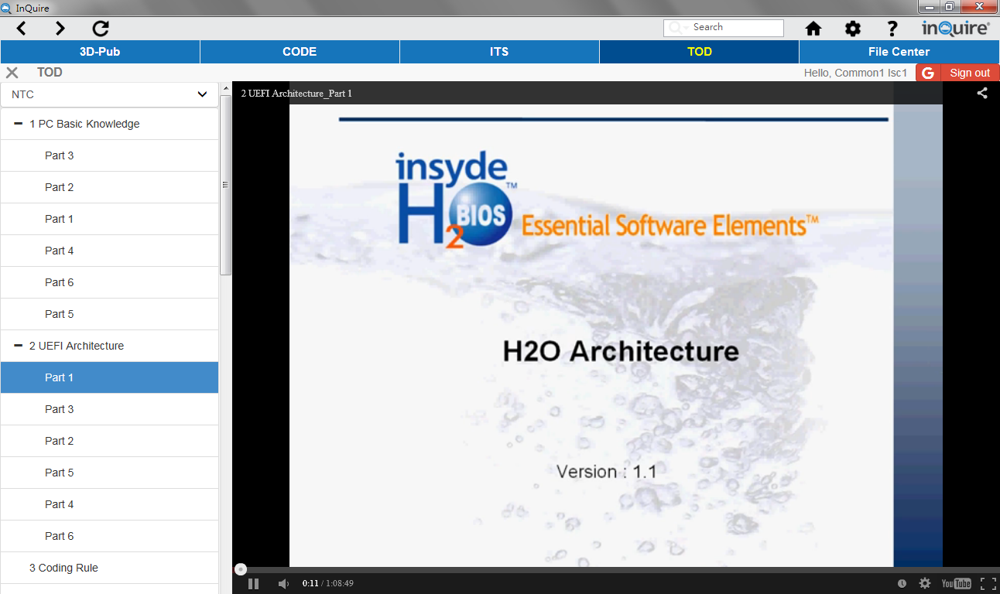 InQuire
Search
inQuire®
3D-Pub
CODE
ITS
TOD
File Center
TOD
Hello, Common1 Isc1
G
Sign out
NTC
1 PC Basic Knowledge
Part 3
Part 2
Part 1
Part 4
Part 6
Part 5
2 UEFI Architecture
Part 1
Part 3
Part 2
Part 5
Part 4
Part 6
3 Coding Rule
2 UEFI Architecture_Part 1
insyde
H2O BIOS™
Essential Software Elements™
H2O Architecture
Version : 1.1
0:11 / 1:08:49
YouTube